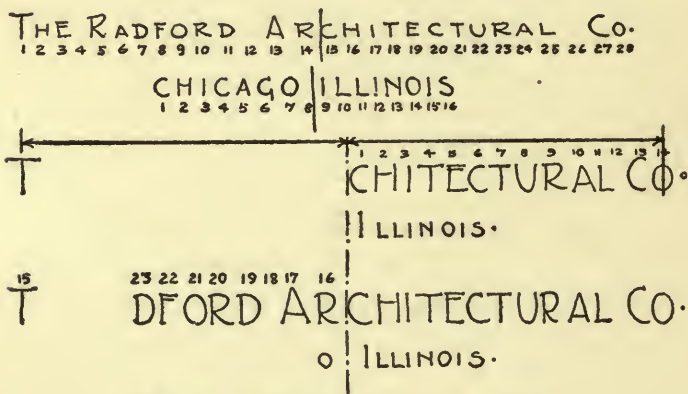 THE RADFORD ARCHITECTURAL CO.
1 2 3 4 5 6 7 8 9 10 11 12 13 14 15 16 17 18 19 20 21 22 23 24 25 26 27 28
CHICAGO ILLINOIS
1 2 3 4 5 6 7 8 9 10 11 12 13 14 15 16
1 2 3 4 5 6 7 8 9 10 11 12 13 14
T CHITECTURAL CO.
ILLINOIS.
15 23 22 21 20 19 18 17 16
T DFORD ARCHITECTURAL CO.
O ILLINOIS.